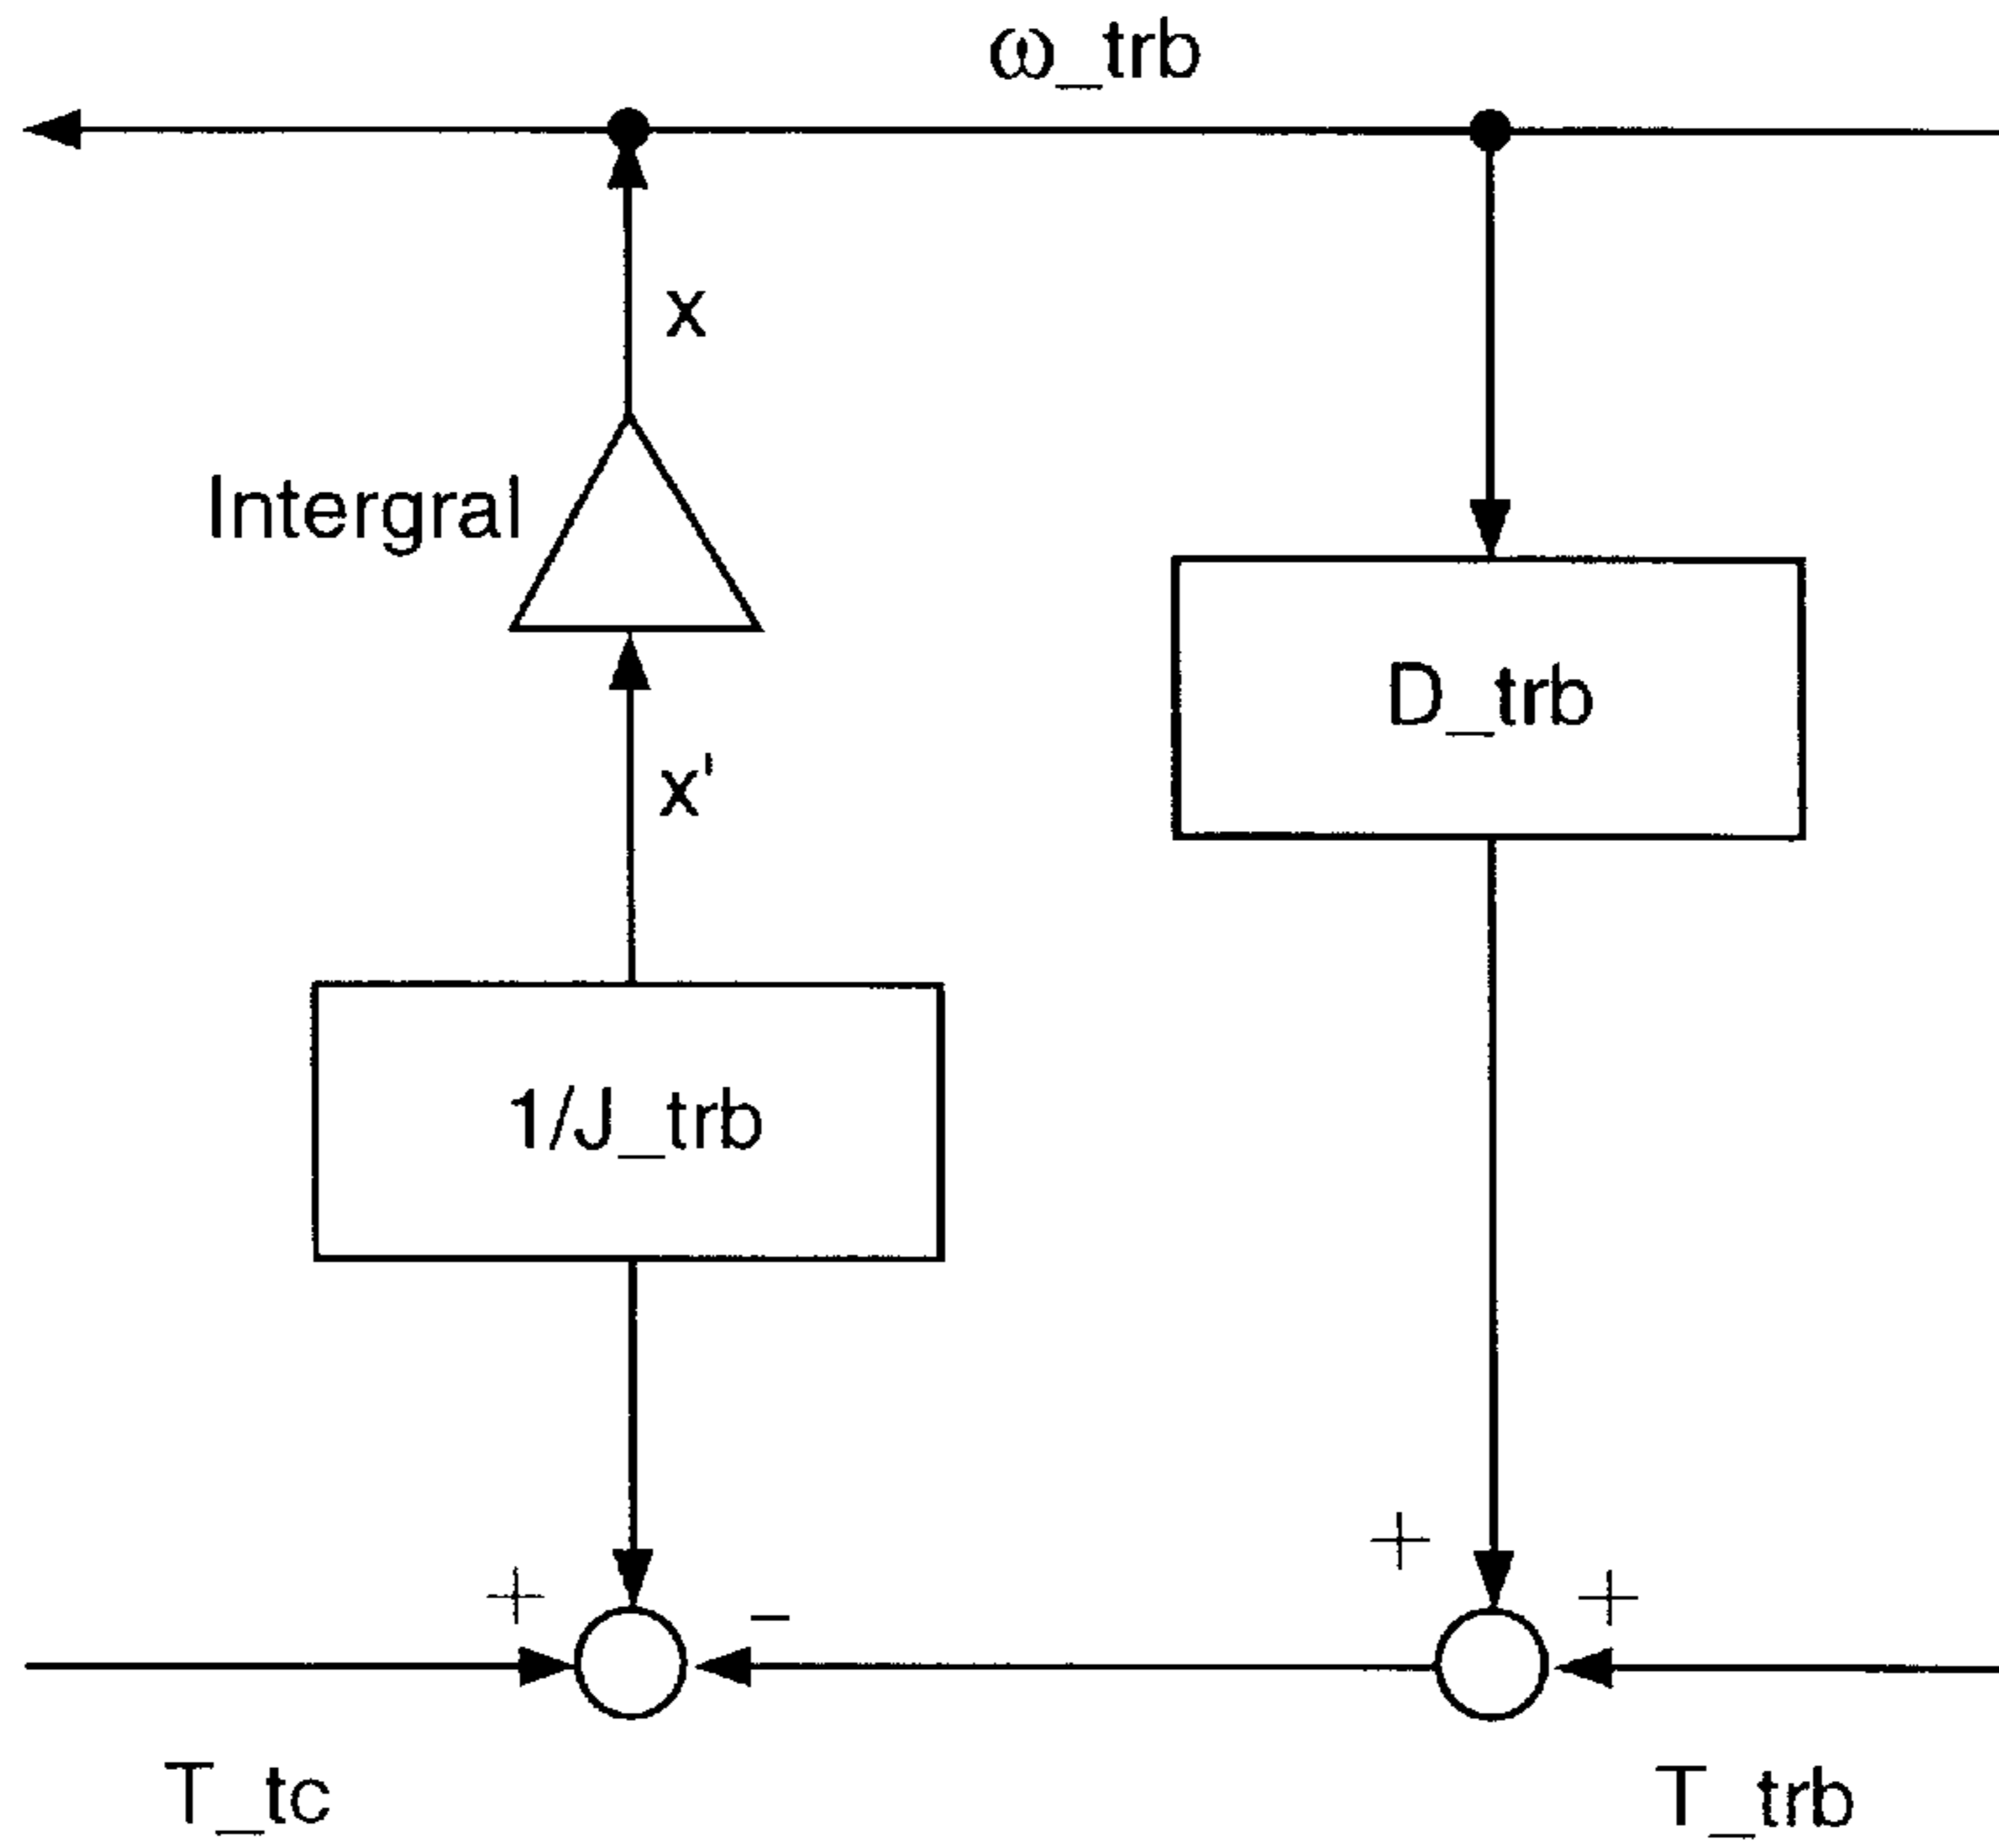 ω_trb
x
Intergral
D_trb
x'
1/J_trb
+
+
+
−
T_tc
T_trb